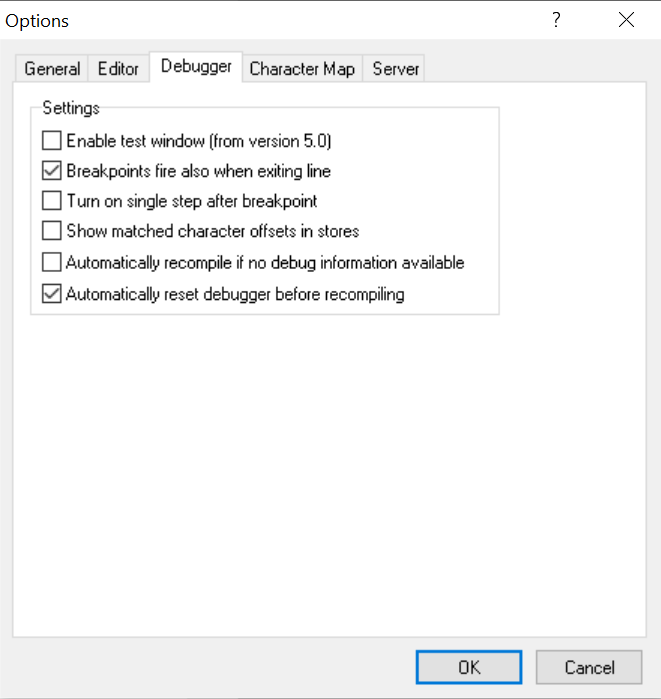 Options
?
General Editor Debugger Character Map Server
Settings
Enable test window (from version 5.0)
Breakpoints fire also when exiting line
Turn on single step after breakpoint
Show matched character offsets in stores
Automatically recompile if no debug information available
Automatically reset debugger before recompiling
OK Cancel